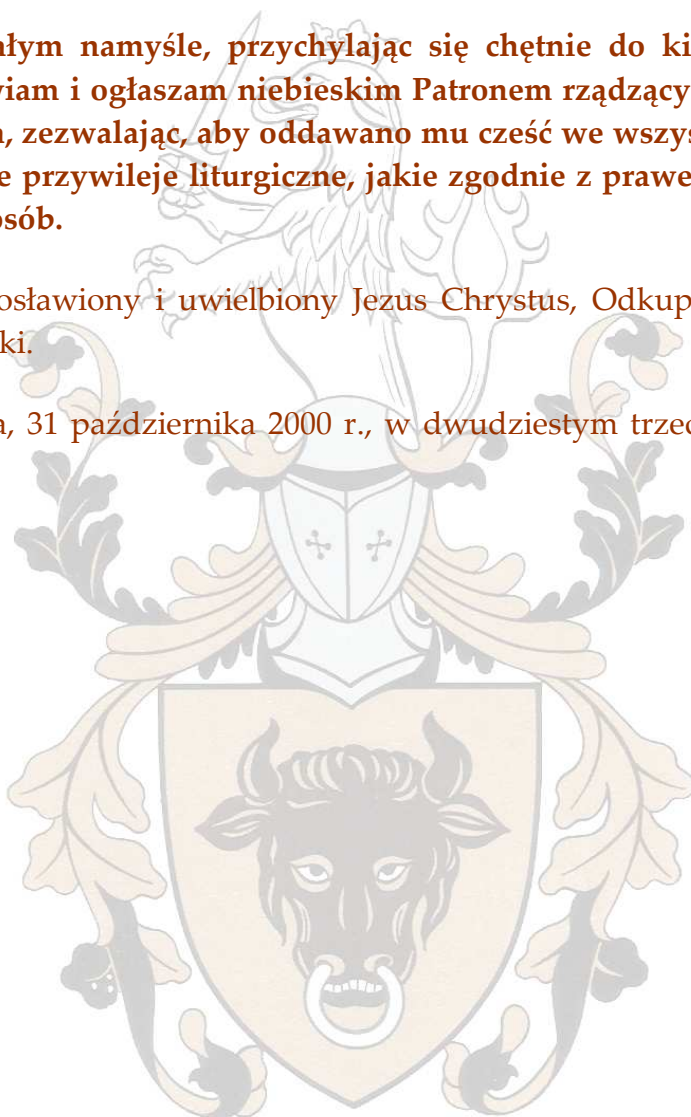 ałym namyśle, przychylając się chętnie do ki
wiam i ogłaszam niebieskim Patronem rządzący
, zezwalając, aby oddawano mu cześć we wszys
e przywileje liturgiczne, jakie zgodnie z prawe
osób.
osławiony i uwielbiony Jezus Chrystus, Odkup
ki.
a, 31 października 2000 r., w dwudziestym trzec